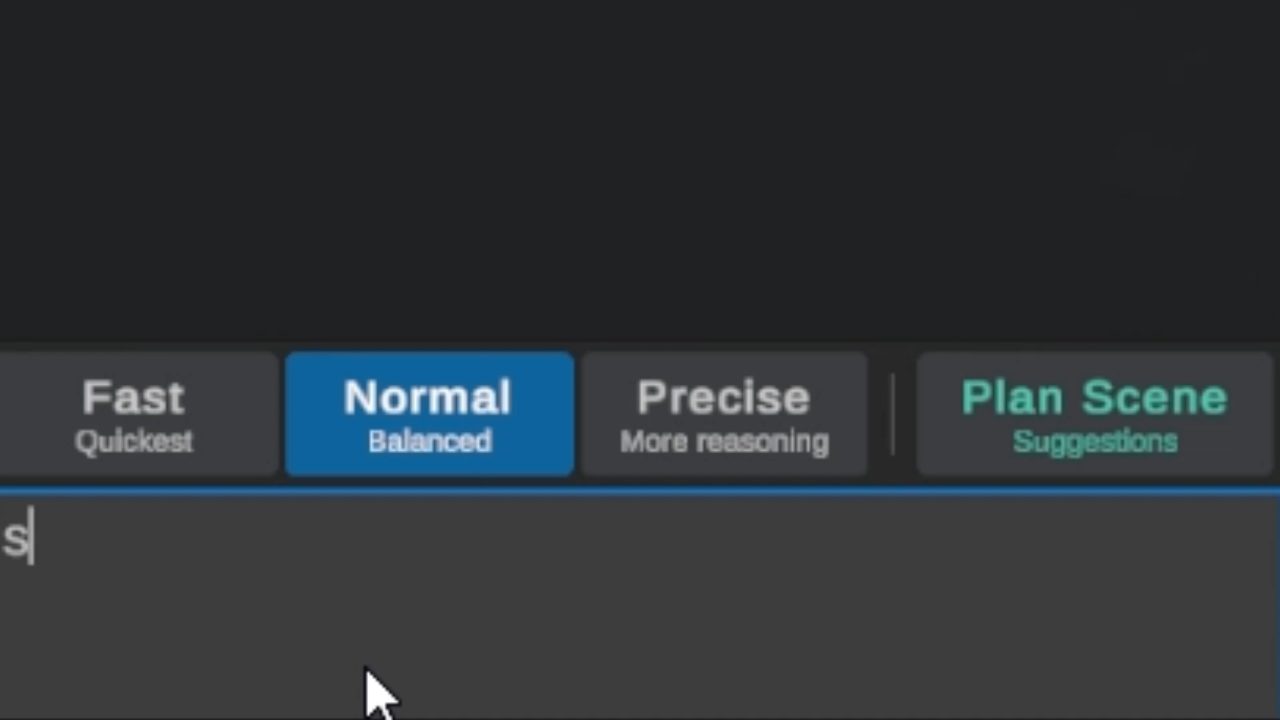 Fast
Quickest
Normal
Balanced
Precise
More reasoning
Plan Scene
Suggestions
s